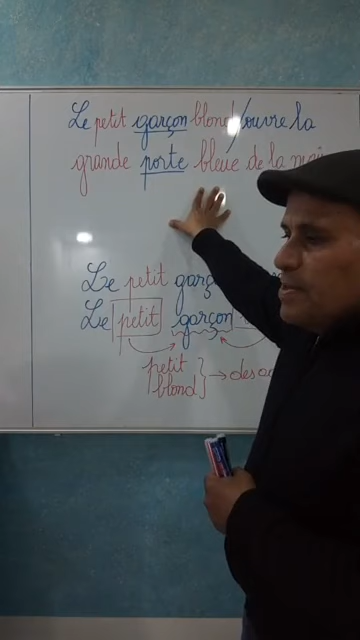 Le petit garçon blond/ouvre la
grande porte bleue de la
Le petit
Le petit garçon
petit
blond } → des